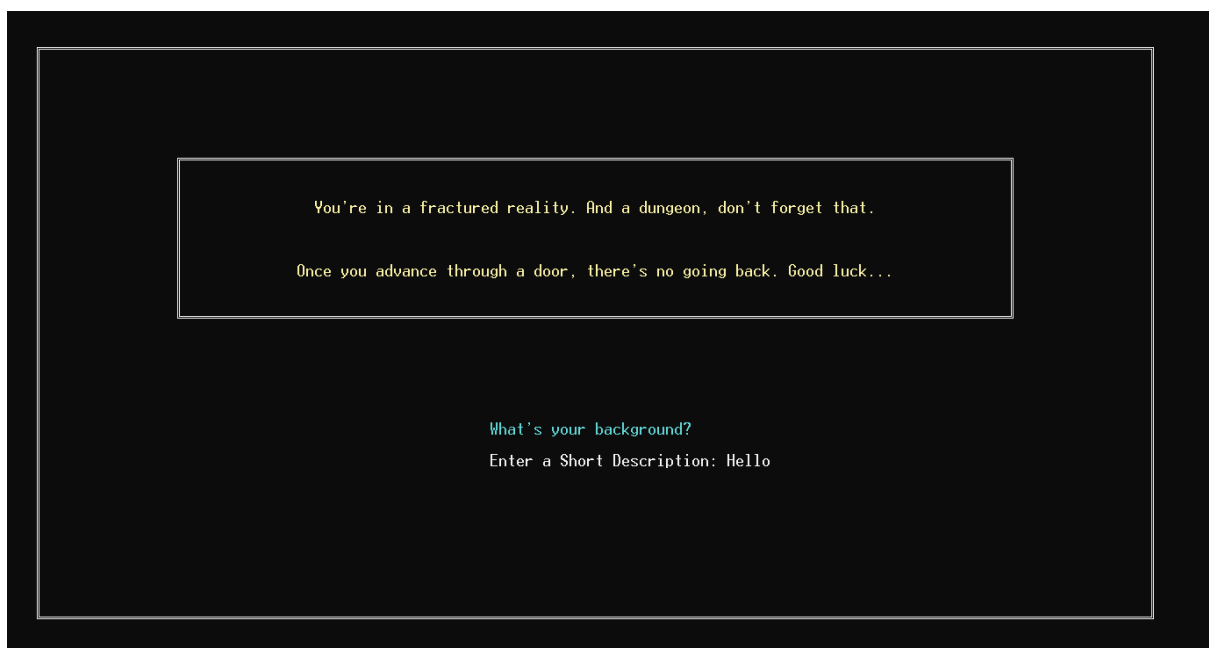 You're in a fractured reality. And a dungeon, don't forget that.
Once you advance through a door, there's no going back. Good luck...
What's your background?
Enter a Short Description: Hello